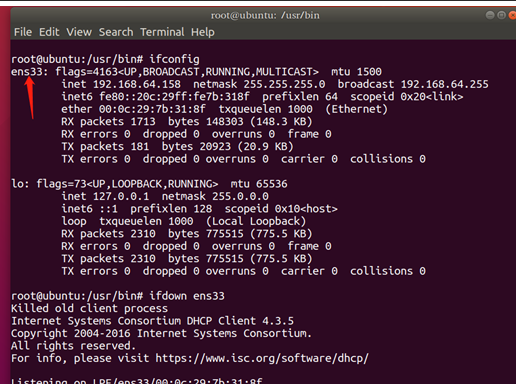 root@ubuntu: /usr/bin
File Edit View Search Terminal Help
root@ubuntu:/usr/bin# ifconfig
ens33: flags=4163<UP,BROADCAST,RUNNING,MULTICAST>  mtu 1500
        inet 192.168.64.158  netmask 255.255.255.0  broadcast 192.168.64.255
        inet6 fe80::20c:29ff:fe7b:318f  prefixlen 64  scopeid 0x20<link>
        ether 00:0c:29:7b:31:8f  txqueuelen 1000  (Ethernet)
        RX packets 1713  bytes 148303 (148.3 KB)
        RX errors 0  dropped 0  overruns 0  frame 0
        TX packets 181  bytes 20923 (20.9 KB)
        TX errors 0  dropped 0 overruns 0  carrier 0  collisions 0

lo: flags=73<UP,LOOPBACK,RUNNING>  mtu 65536
        inet 127.0.0.1  netmask 255.0.0.0
        inet6 ::1  prefixlen 128  scopeid 0x10<host>
        loop  txqueuelen 1000  (Local Loopback)
        RX packets 2310  bytes 775515 (775.5 KB)
        RX errors 0  dropped 0  overruns 0  frame 0
        TX packets 2310  bytes 775515 (775.5 KB)
        TX errors 0  dropped 0 overruns 0  carrier 0  collisions 0

root@ubuntu:/usr/bin# ifdown ens33
Killed old client process
Internet Systems Consortium DHCP Client 4.3.5
Copyright 2004-2016 Internet Systems Consortium.
All rights reserved.
For info, please visit https://www.isc.org/software/dhcp/

Listening on LPF/ens33/00:0c:29:7b:31:8f